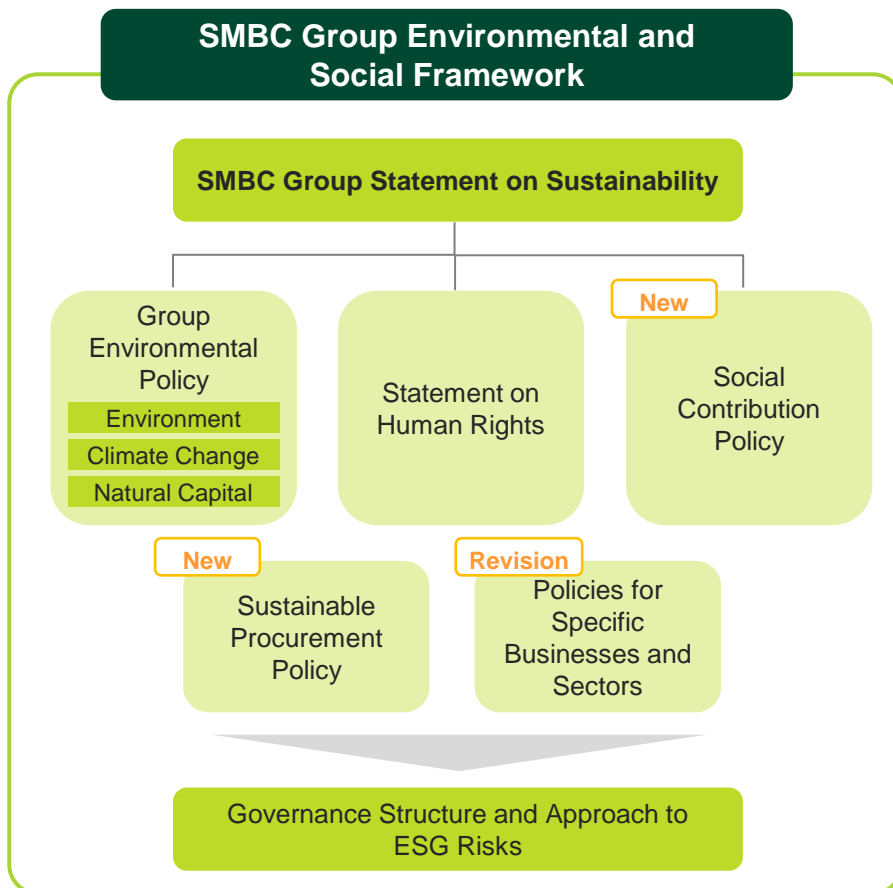 SMBC Group Environmental and
Social Framework
SMBC Group Statement on Sustainability
Group
Environmental
Policy
Environment
Climate Change
Natural Capital
Statement on
Human Rights
New
Social
Contribution
Policy
New
Sustainable
Procurement
Policy
Revision
Policies for
Specific
Businesses and
Sectors
Governance Structure and Approach to
ESG Risks